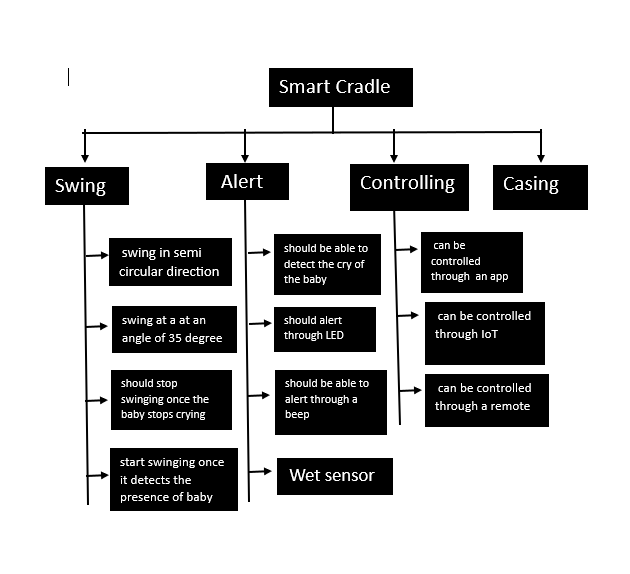 Smart Cradle
Swing
Alert
Controlling
Casing
swing in semi
circular direction
swing at a at an
angle of 35 degree
should stop
swinging once the
baby stops crying
start swinging once
it detects the
presence of baby
should be able to
detect the cry of
the baby
should alert
through LED
should be able to
alert through a
beep
Wet sensor
can be
controlled
through an app
can be controlled
through IoT
can be controlled
through a remote